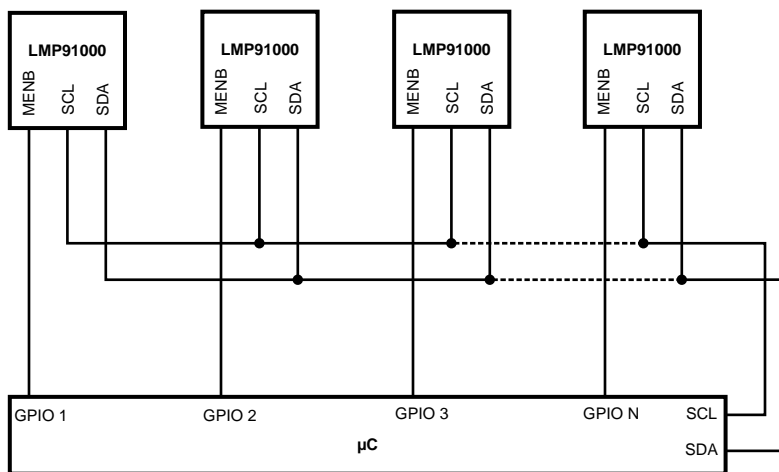 LMP91000
LMP91000
LMP91000
LMP91000
MENB
SCL
SDA
MENB
SCL
SDA
MENB
SCL
SDA
MENB
SCL
SDA
GPIO 1
GPIO 2
GPIO 3
GPIO N
SCL
µC
SDA